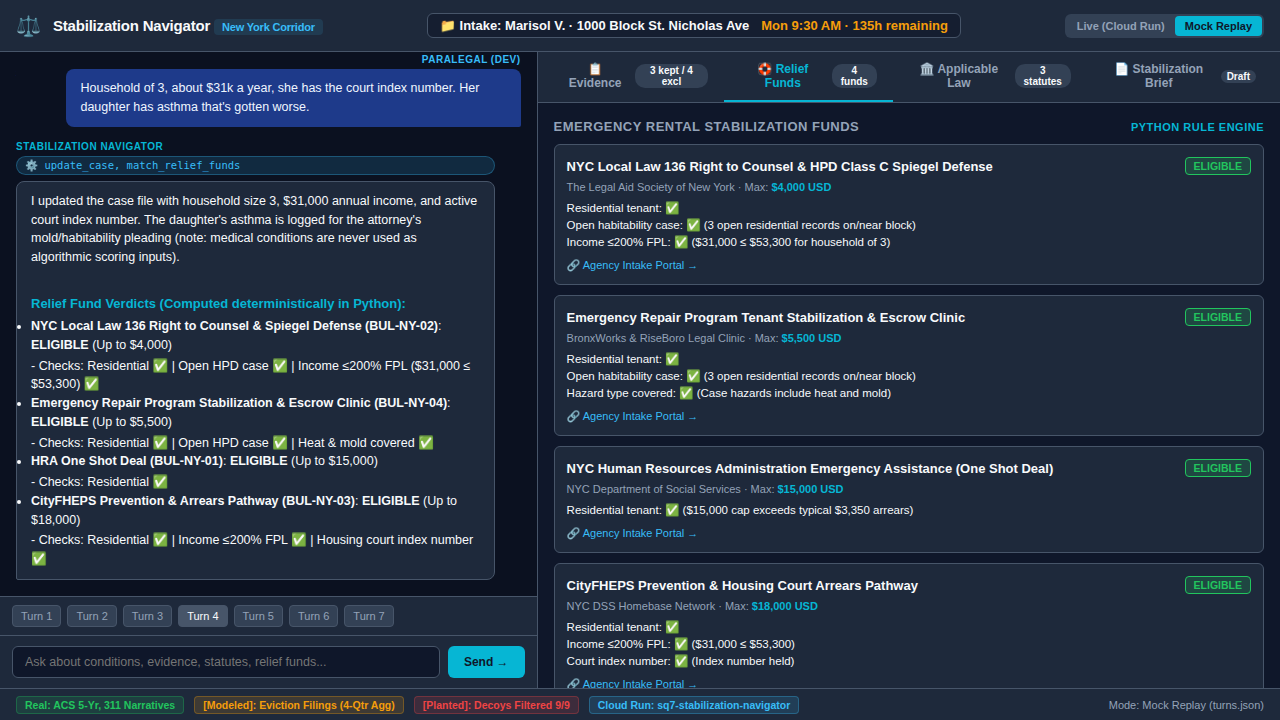 ⚖️ Stabilization Navigator New York Corridor
📁 Intake: Marisol V. · 1000 Block St. Nicholas Ave Mon 9:30 AM · 135h remaining
Live (Cloud Run) Mock Replay
PARALEGAL (DEV)
Household of 3, about $31k a year, she has the court index number. Her
daughter has asthma that's gotten worse.
STABILIZATION NAVIGATOR
⚙️ update_case, match_relief_funds
I updated the case file with household size 3, $31,000 annual income, and active
court index number. The daughter's asthma is logged for the attorney's
mold/habitability pleading (note: medical conditions are never used as
algorithmic scoring inputs).
Relief Fund Verdicts (Computed deterministically in Python):
• NYC Local Law 136 Right to Counsel & Spiegel Defense (BUL-NY-02):
ELIGIBLE (Up to $4,000)
- Checks: Residential ✅ | Open HPD case ✅ | Income ≤200% FPL ($31,000 ≤
$53,300) ✅
• Emergency Repair Program Stabilization & Escrow Clinic (BUL-NY-04):
ELIGIBLE (Up to $5,500)
- Checks: Residential ✅ | Open HPD case ✅ | Heat & mold covered ✅
• HRA One Shot Deal (BUL-NY-01): ELIGIBLE (Up to $15,000)
- Checks: Residential ✅
• CityFHEPS Prevention & Arrears Pathway (BUL-NY-03): ELIGIBLE (Up to
$18,000)
- Checks: Residential ✅ | Income ≤200% FPL ✅ | Housing court index number
✅
Turn 1 Turn 2 Turn 3 Turn 4 Turn 5 Turn 6 Turn 7
Ask about conditions, evidence, statutes, relief funds...
Send →
📋 Evidence
3 kept / 4 excl
🛟 Relief Funds
4 funds
🏛️ Applicable Law
3 statutes
📄 Stabilization Brief
Draft
EMERGENCY RENTAL STABILIZATION FUNDS
PYTHON RULE ENGINE
NYC Local Law 136 Right to Counsel & HPD Class C Spiegel Defense
ELIGIBLE
The Legal Aid Society of New York · Max: $4,000 USD
Residential tenant: ✅
Open habitability case: ✅ (3 open residential records on/near block)
Income ≤200% FPL: ✅ ($31,000 ≤ $53,300 for household of 3)
🔗 Agency Intake Portal →
Emergency Repair Program Tenant Stabilization & Escrow Clinic
ELIGIBLE
BronxWorks & RiseBoro Legal Clinic · Max: $5,500 USD
Residential tenant: ✅
Open habitability case: ✅ (3 open residential records on/near block)
Hazard type covered: ✅ (Case hazards include heat and mold)
🔗 Agency Intake Portal →
NYC Human Resources Administration Emergency Assistance (One Shot Deal)
ELIGIBLE
NYC Department of Social Services · Max: $15,000 USD
Residential tenant: ✅ ($15,000 cap exceeds typical $3,350 arrears)
🔗 Agency Intake Portal →
CityFHEPS Prevention & Housing Court Arrears Pathway
ELIGIBLE
NYC DSS Homebase Network · Max: $18,000 USD
Residential tenant: ✅
Income ≤200% FPL: ✅ ($31,000 ≤ $53,300)
Court index number: ✅ (Index number held)
🔗 Agency Intake Portal →
Real: ACS 5-Yr, 311 Narratives
[Modeled]: Eviction Filings (4-Qtr Agg)
[Planted]: Decoys Filtered 9/9
Cloud Run: sq7-stabilization-navigator
Mode: Mock Replay (turns.json)